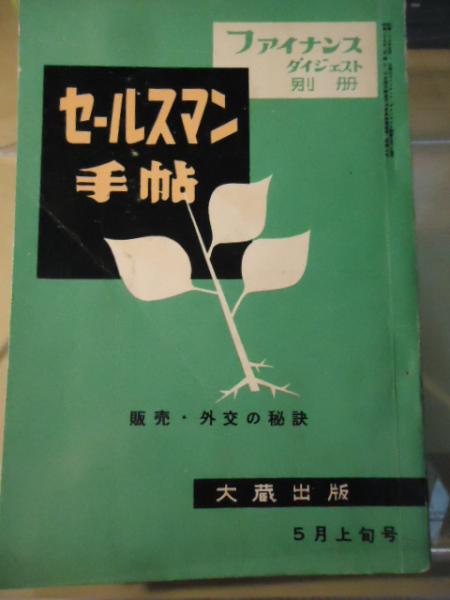 ファイナンス
ダイジェスト
別冊
セールスマン
手帖
販売・外交の秘訣
大蔵出版
5月上旬号